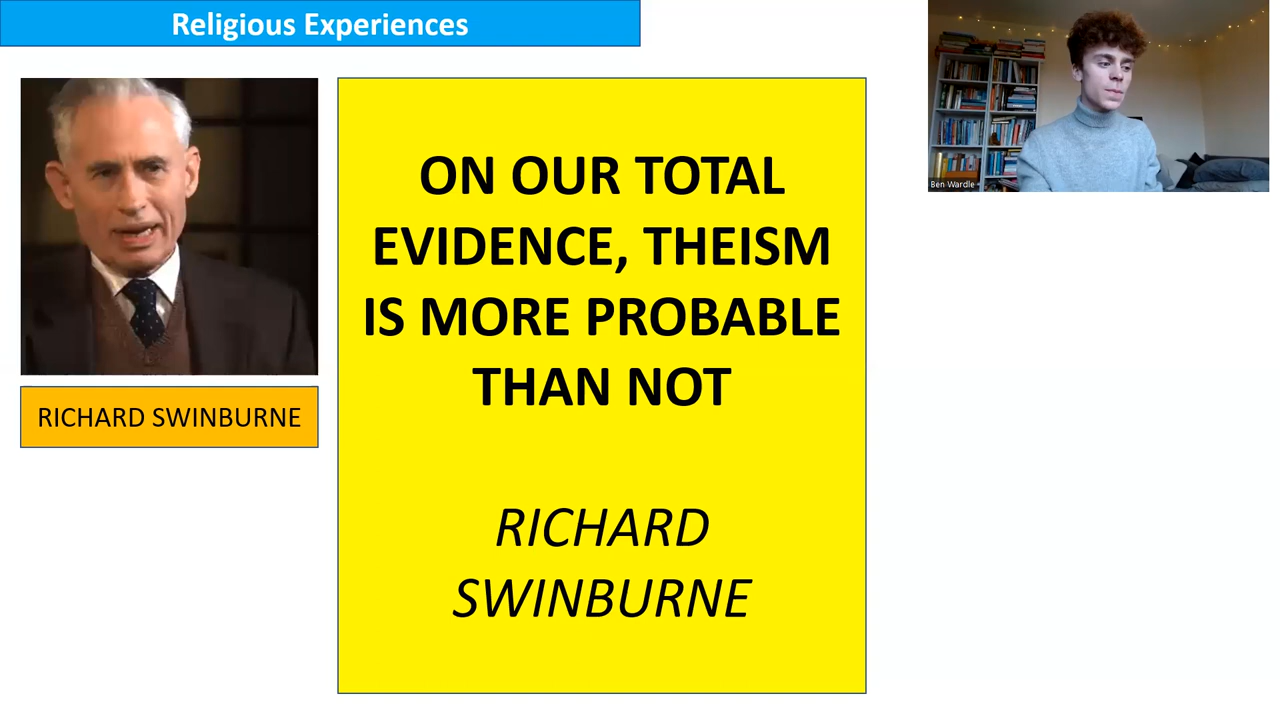 Religious Experiences
RICHARD SWINBURNE
ON OUR TOTAL
EVIDENCE, THEISM
IS MORE PROBABLE
THAN NOT
RICHARD
SWINBURNE
Ben Wardle